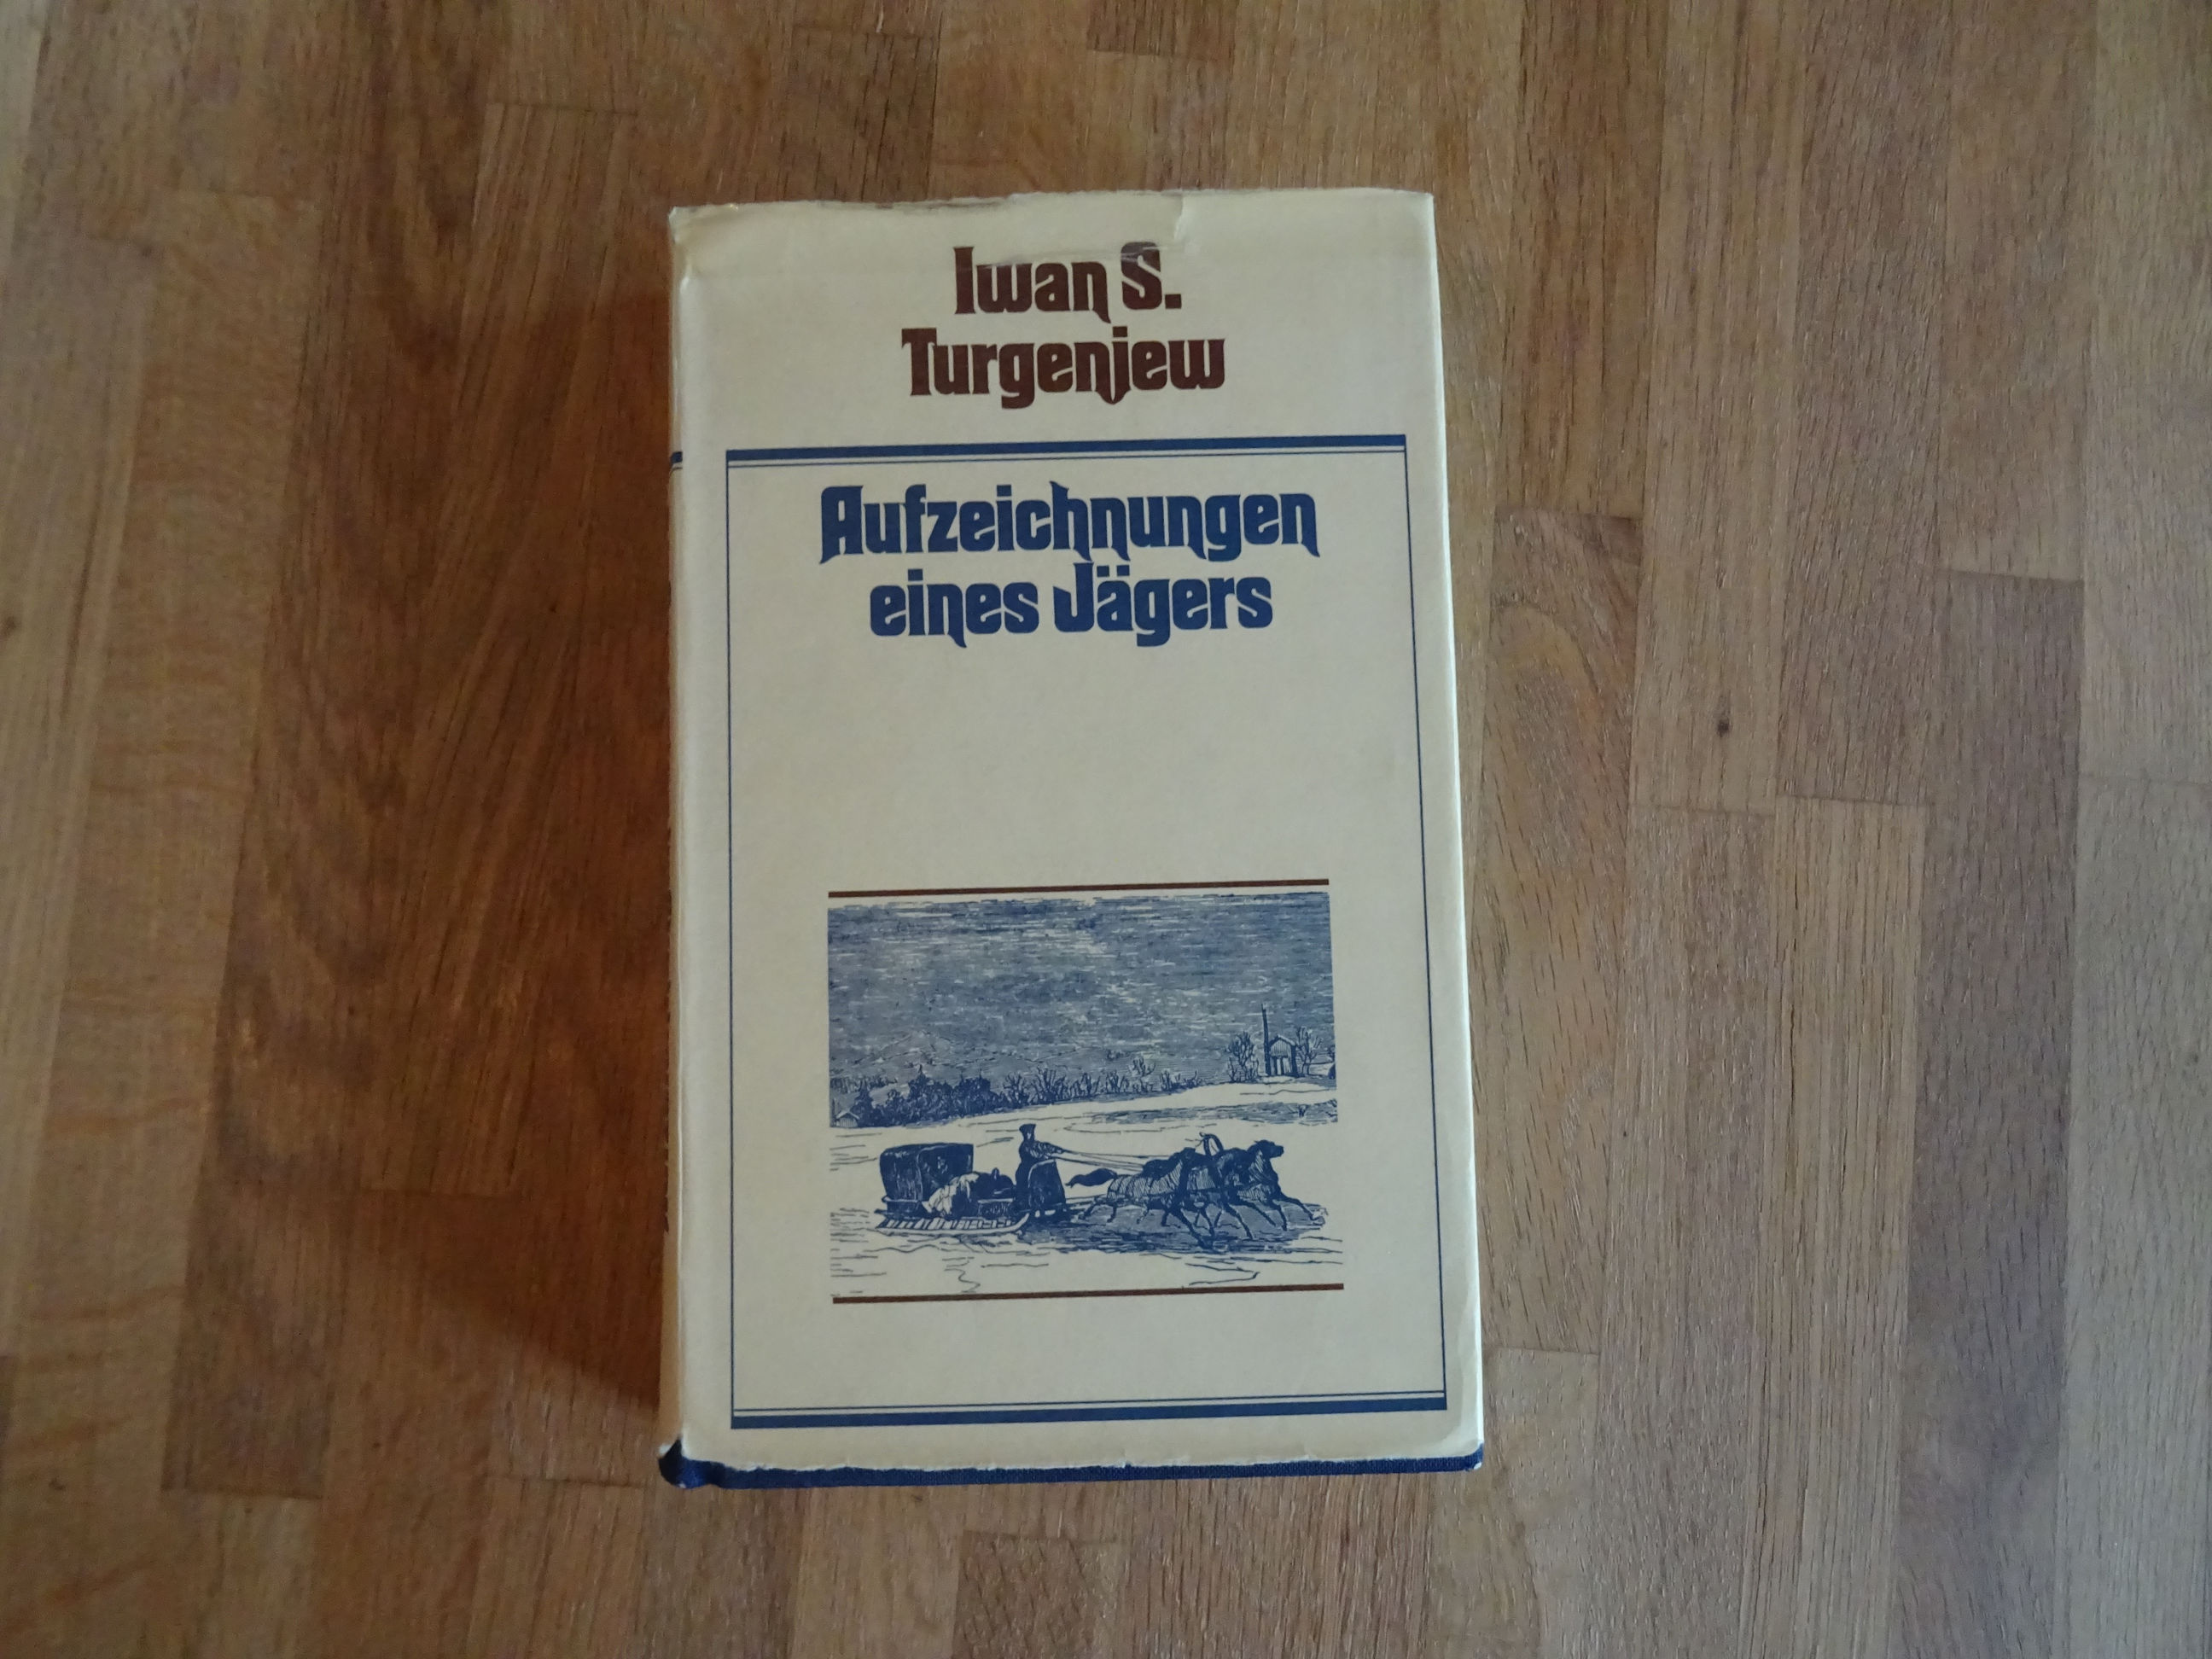 Iwan S.
Turgenjew
Aufzeichnungen
eines Jägers